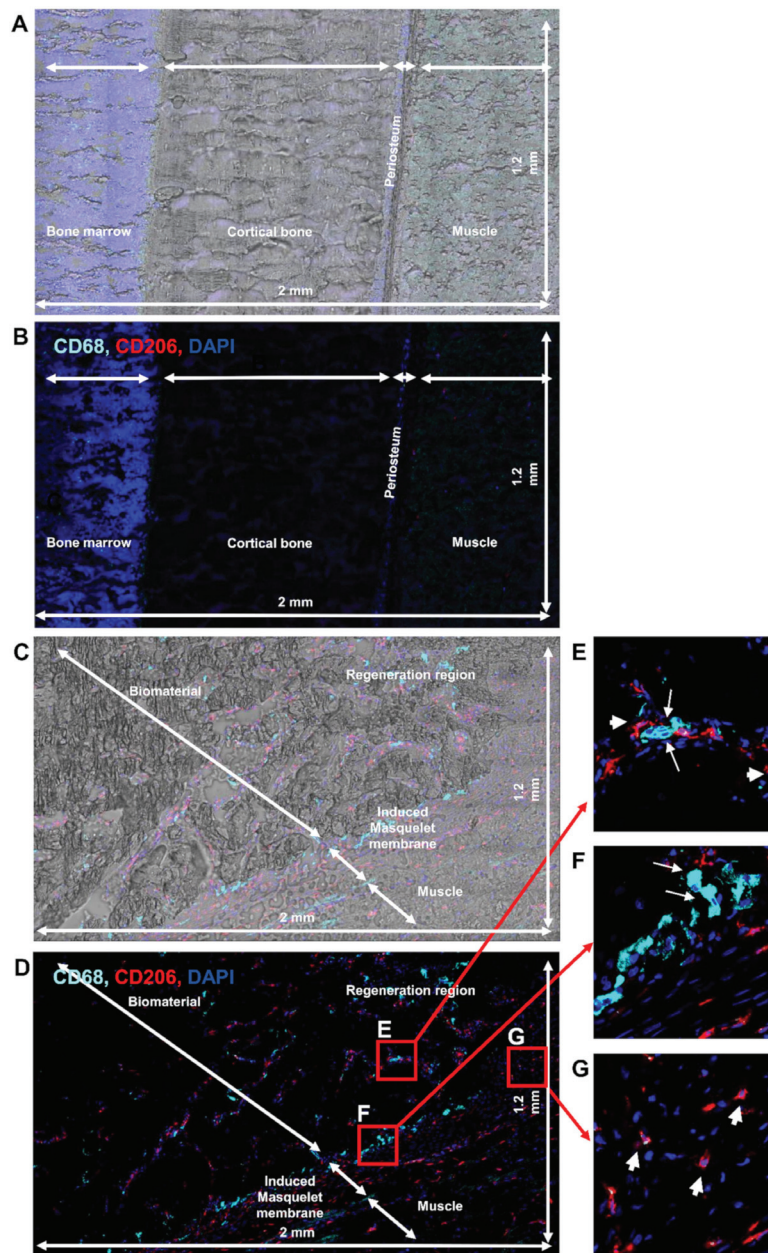 A
Periosteum
1.2
mm
Bone marrow
Cortical bone
Muscle
2 mm
B
CD68, CD206, DAPI
Periosteum
1.2
mm
Bone marrow
Cortical bone
Muscle
2 mm
C
Biomaterial
Regeneration region
1.2
mm
Induced
Masquelet
membrane
Muscle
2 mm
D
CD68, CD206, DAPI
Biomaterial
Regeneration region
E
G
1.2
mm
F
Induced
Masquelet
membrane
Muscle
2 mm
E
F
G